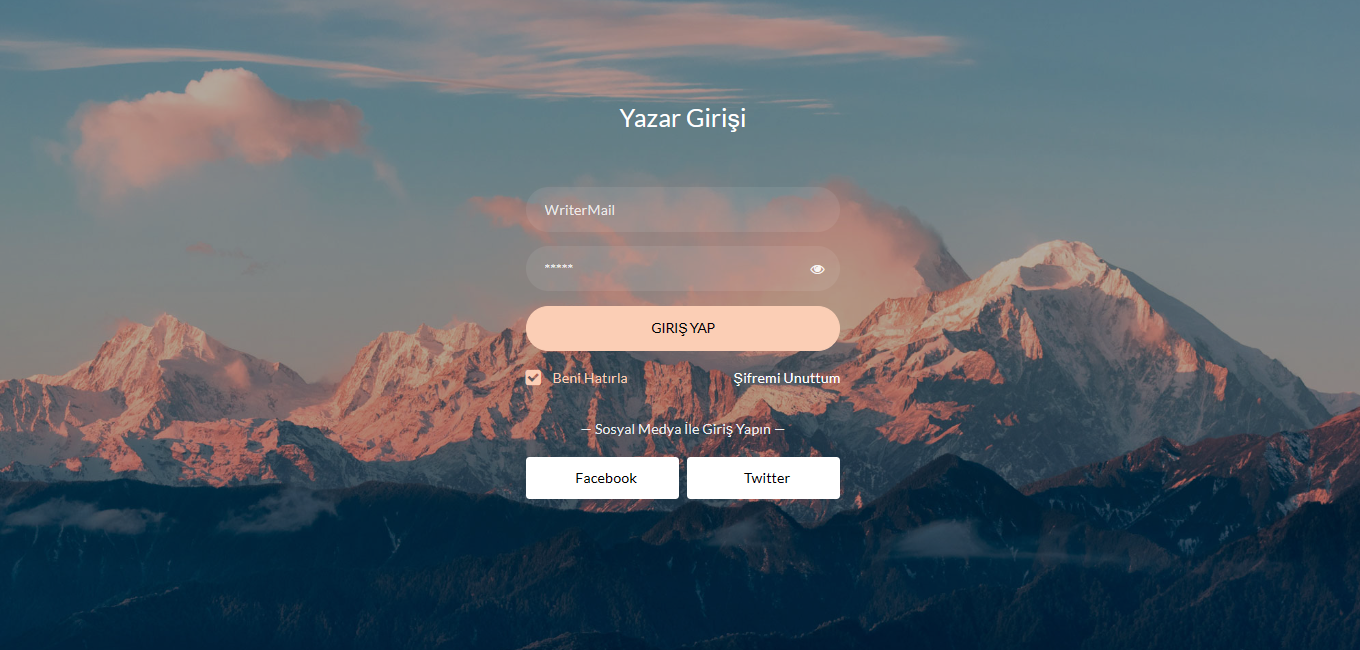 Yazar Girişi
WriterMail
*****
GIRIŞ YAP
Beni Hatırla Şifremi Unuttum
— Sosyal Medya İle Giriş Yapın —
Facebook Twitter